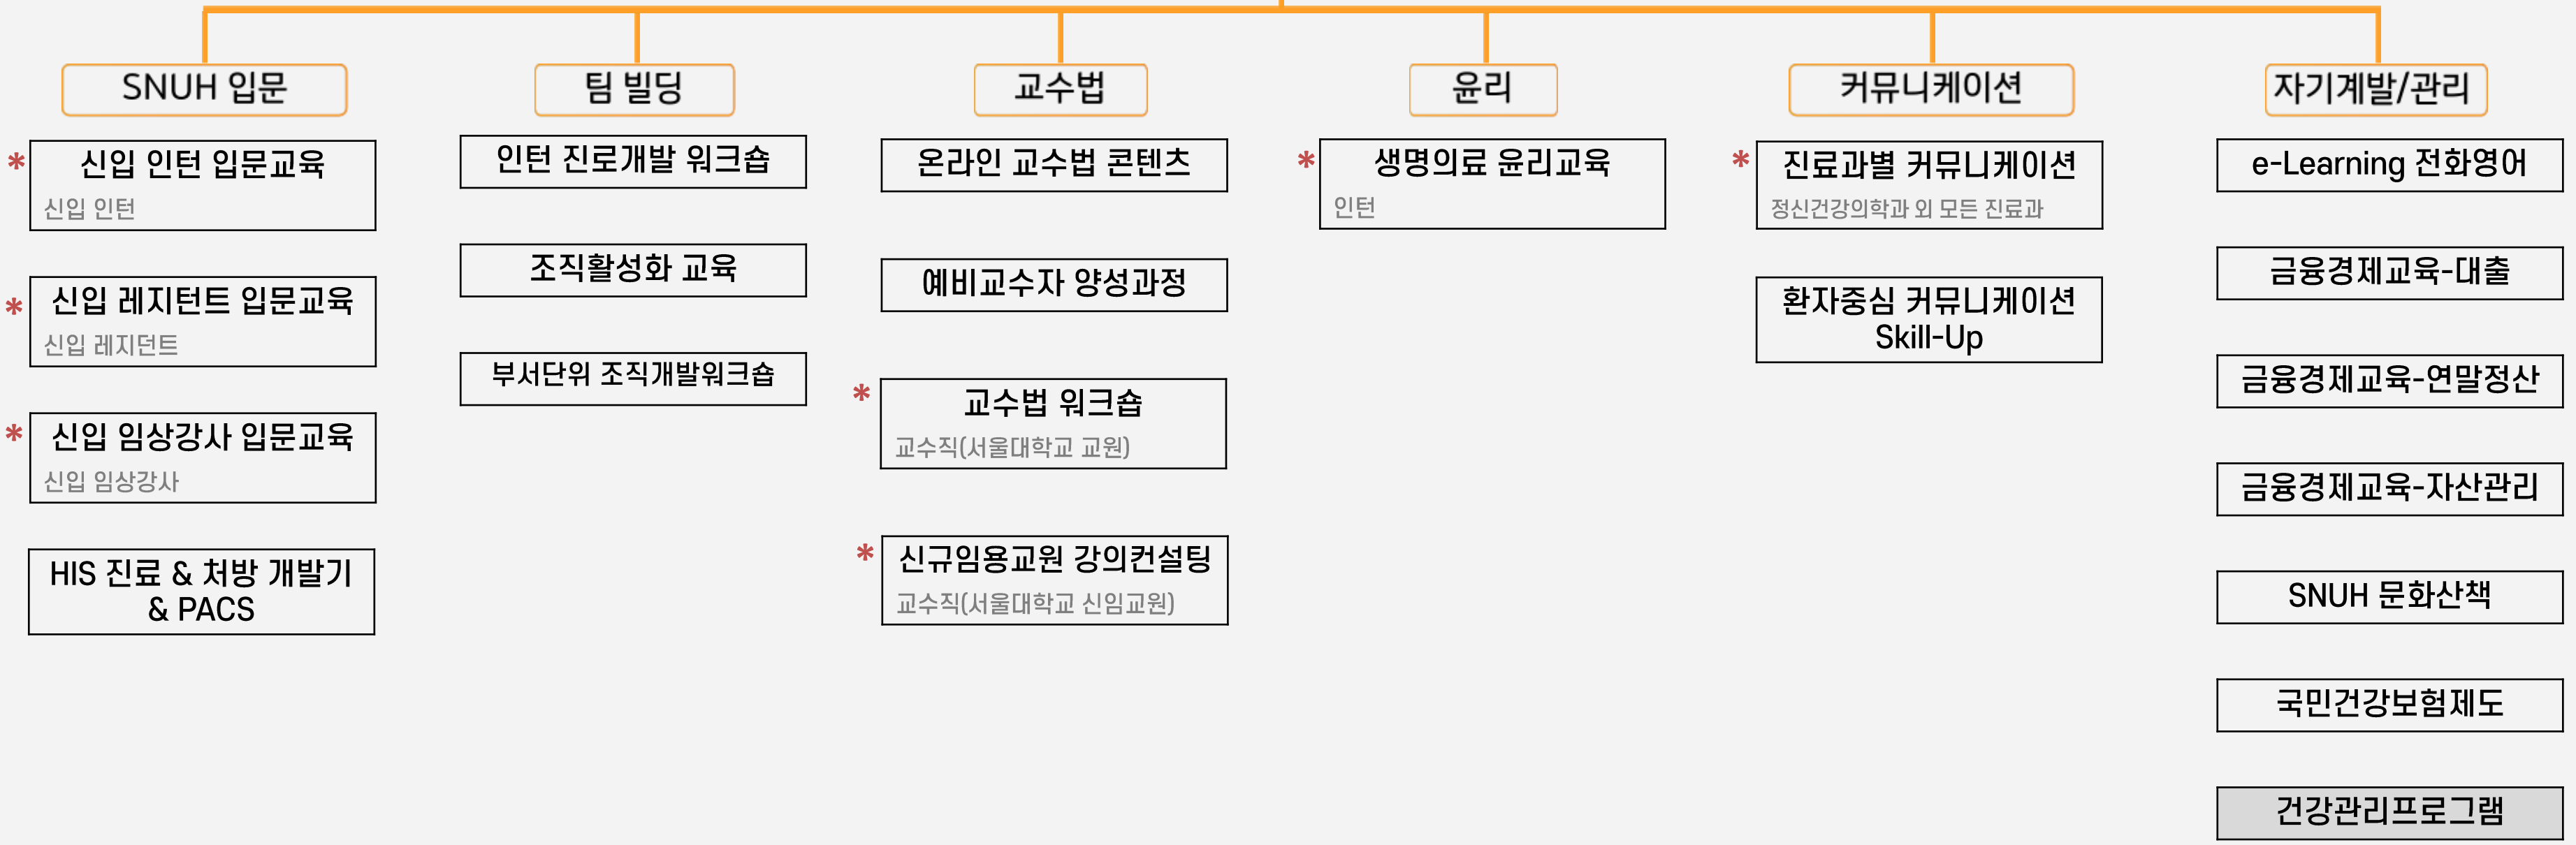 SNUH 입문
* 신입 인턴 입문교육
신입 인턴
* 신입 레지던트 입문교육
신입 레지던트
* 신입 임상강사 입문교육
신입 임상강사
HIS 진료 & 처방 개발기
& PACS
팀 빌딩
인턴 진로개발 워크숍
조직활성화 교육
부서단위 조직개발워크숍
교수법
온라인 교수법 콘텐츠
예비교수자 양성과정
* 교수법 워크숍
교수직(서울대학교 교원)
* 신규임용교원 강의컨설팅
교수직(서울대학교 신임교원)
윤리
* 생명의료 윤리교육
인턴
커뮤니케이션
* 진료과별 커뮤니케이션
정신건강의학과 외 모든 진료과
환자중심 커뮤니케이션
Skill-Up
자기계발/관리
e-Learning 전화영어
금융경제교육-대출
금융경제교육-연말정산
금융경제교육-자산관리
SNUH 문화산책
국민건강보험제도
건강관리프로그램